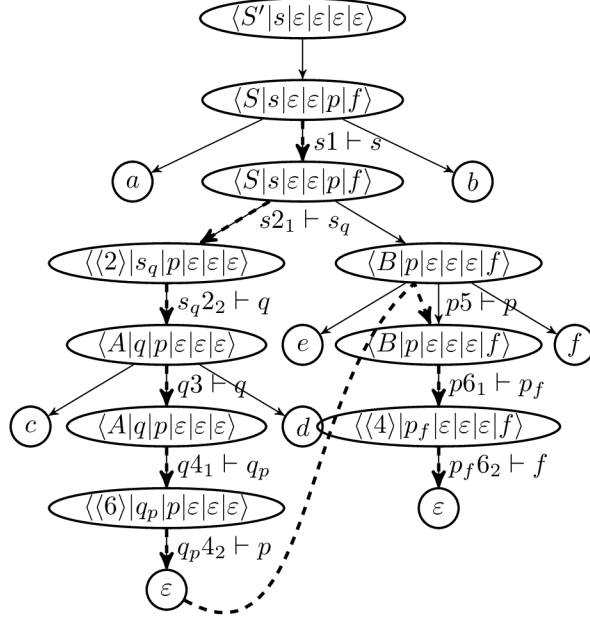 ⟨S′|s|ε|ε|ε|ε⟩
⟨S|s|ε|ε|p|f⟩
s1 ⊢ s
a
⟨S|s|ε|ε|p|f⟩
b
s2₁ ⊢ s_q
⟨⟨2⟩|s_q|p|ε|ε|ε⟩
⟨B|p|ε|ε|ε|f⟩
s_q2₂ ⊢ q
p5 ⊢ p
⟨A|q|p|ε|ε|ε⟩
e
⟨B|p|ε|ε|ε|f⟩
f
q3 ⊢ q
p6₁ ⊢ p_f
c
⟨A|q|p|ε|ε|ε⟩
d
⟨⟨4⟩|p_f|ε|ε|ε|f⟩
q4₁ ⊢ q_p
p_f6₂ ⊢ f
⟨⟨6⟩|q_p|p|ε|ε|ε⟩
ε
q_p4₂ ⊢ p
ε